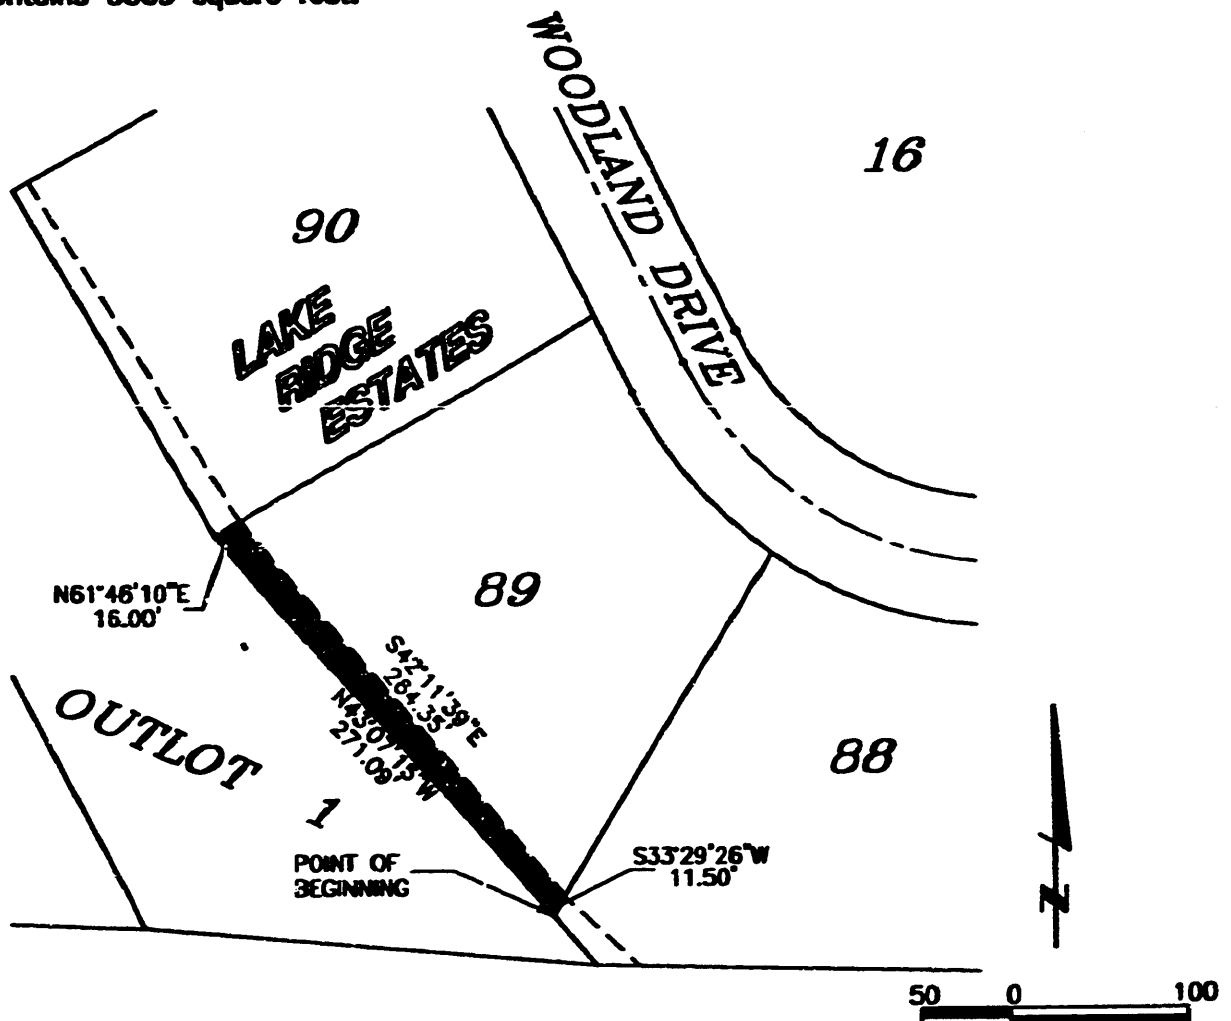 WOODLAND DRIVE
16
90
LAKE
RIDGE
ESTATES
N61°46'10"E
16.00'
89
S42°11'39"E
264.35'
271.09'
OUTLOT
1
88
POINT OF
BEGINNING
S33°29'26"W
11.50'
N
50 0 100